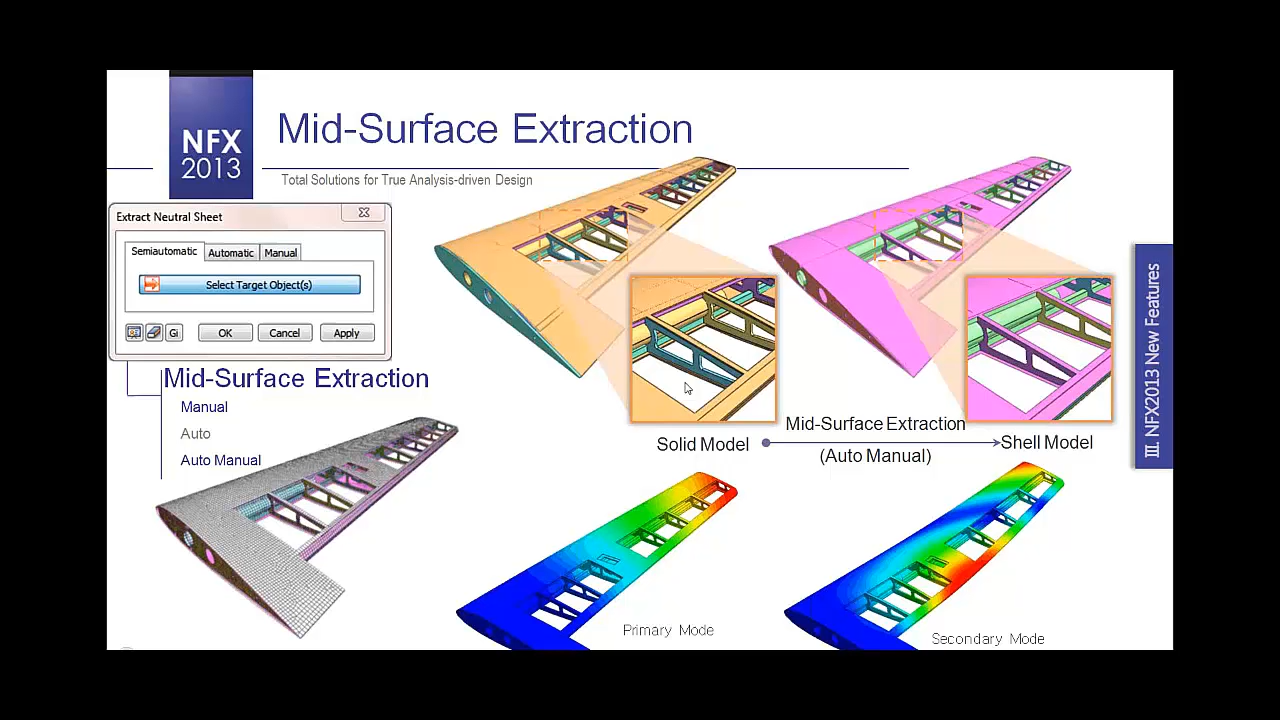 NFX
2013
Mid-Surface Extraction
Total Solutions for True Analysis-driven Design
Extract Neutral Sheet
Semiautomatic Automatic Manual
Select Target Object(s)
Gi OK Cancel Apply
Mid-Surface Extraction
Manual
Auto
Auto Manual
Solid Model
Mid-Surface Extraction
(Auto Manual)
Shell Model
Primary Mode
Secondary Mode
Ⅲ. NFX2013 New Features